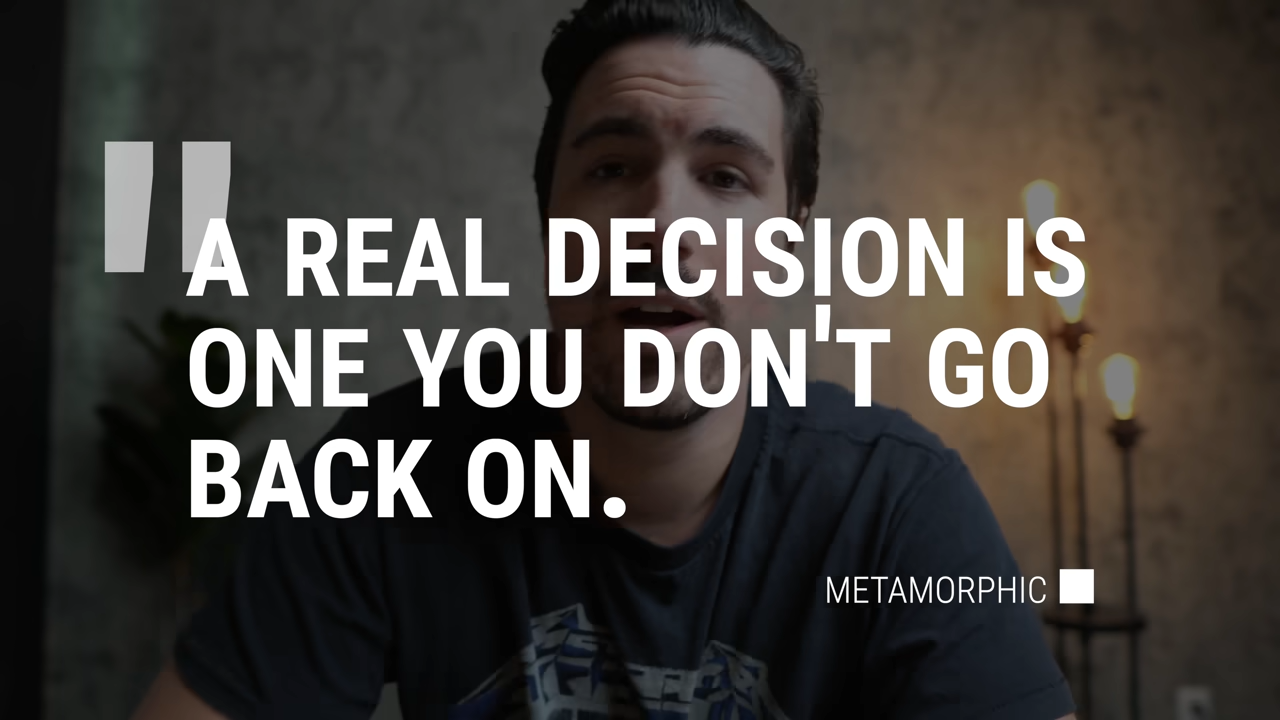 "
A REAL DECISION IS
ONE YOU DON'T GO
BACK ON.
METAMORPHIC